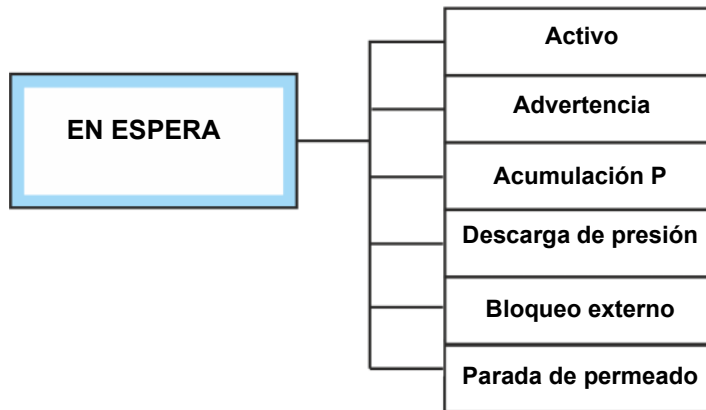 EN ESPERA
Activo
Advertencia
Acumulación P
Descarga de presión
Bloqueo externo
Parada de permeado